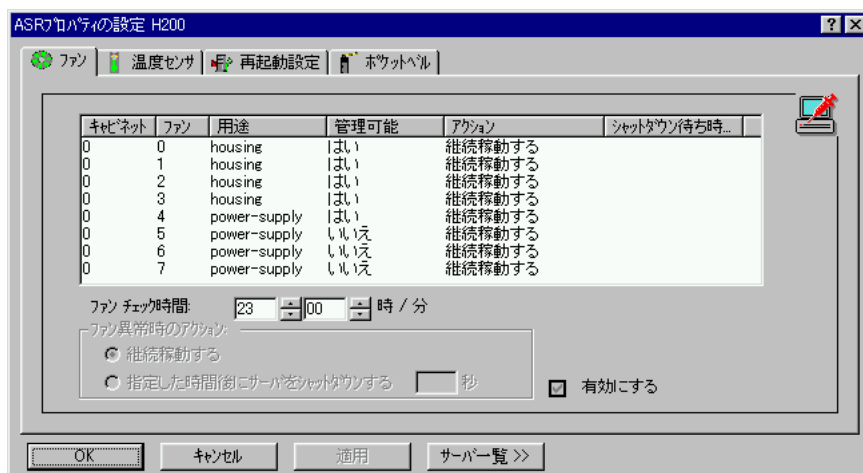 ASRプロパティの設定 H200
ファン 温度センサ 再起動設定 ポケットベル
キャビネット ファン 用途 管理可能 アクション シャットダウン待ち時...
0 0 housing はい 継続稼動する
0 1 housing はい 継続稼動する
0 2 housing はい 継続稼動する
0 3 housing はい 継続稼動する
0 4 power-supply はい 継続稼動する
0 5 power-supply いいえ 継続稼動する
0 6 power-supply いいえ 継続稼動する
0 7 power-supply いいえ 継続稼動する
ファン チェック時間: 23 00 時 / 分
ファン異常時のアクション:
継続稼動する
指定した時間後にサーバをシャットダウンする 秒
有効にする
OK キャンセル 適用 サーバ一覧 >>